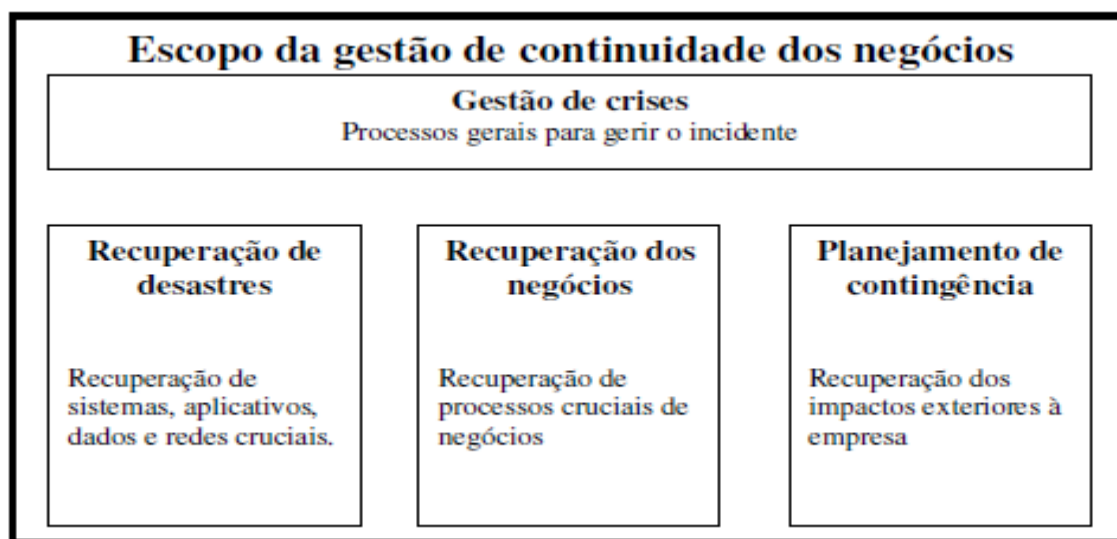 Escopo da gestão de continuidade dos negócios
Gestão de crises
Processos gerais para gerir o incidente
Recuperação de
desastres
Recuperação de
sistemas, aplicativos,
dados e redes cruciais.
Recuperação dos
negócios
Recuperação de
processos cruciais de
negócios
Planejamento de
contingência
Recuperação dos
impactos exteriores à
empresa